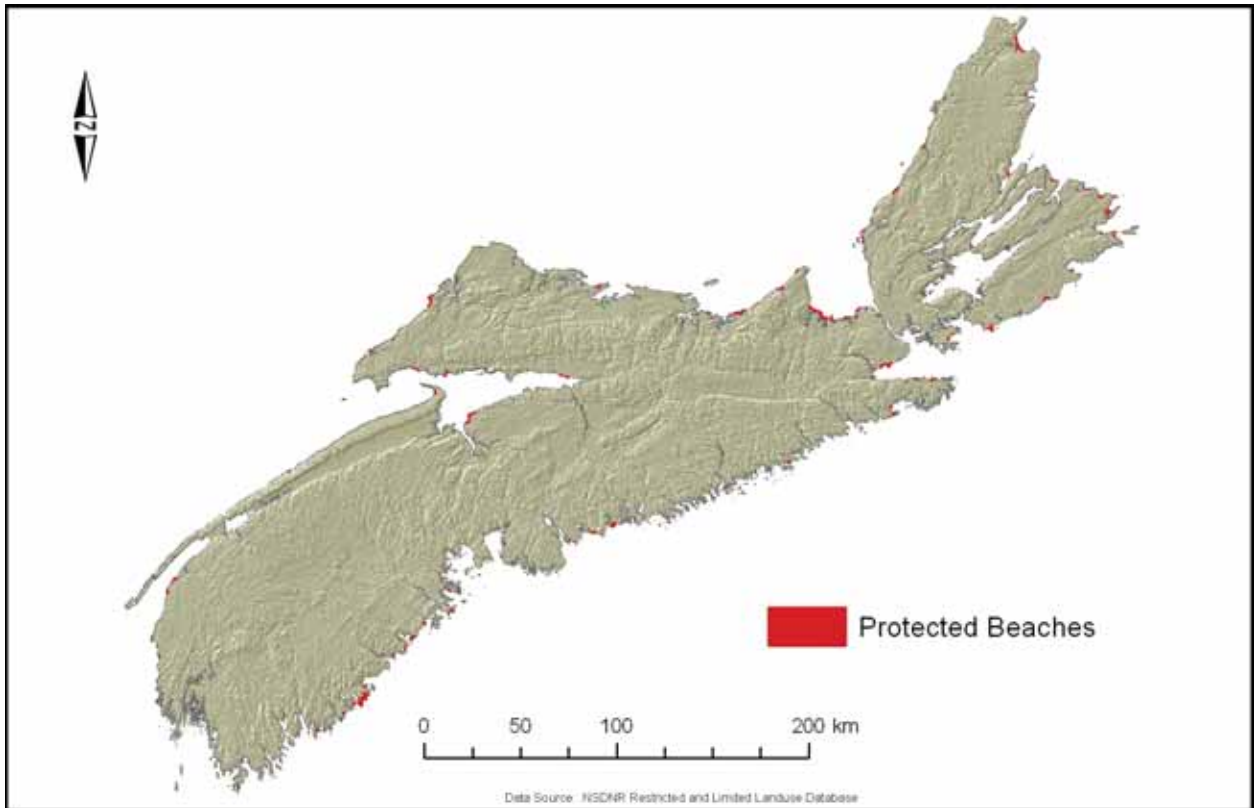 N
Protected Beaches
0 50 100 200 km
Data Source : NSDNR Restricted and Limited Landuse Database